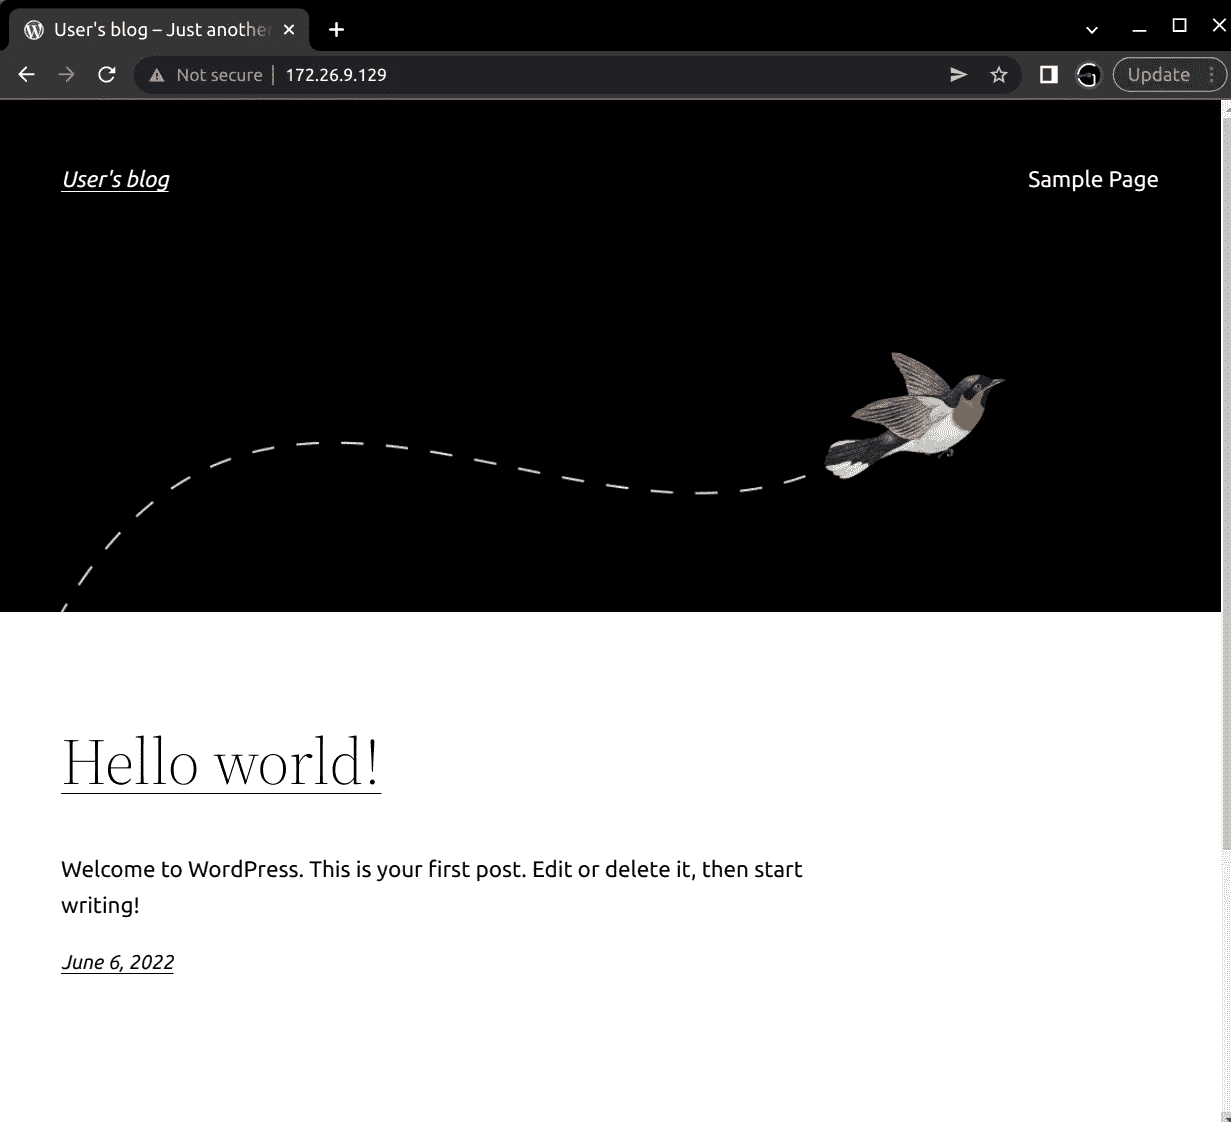 User's blog – Just another
Not secure
172.26.9.129
Update
User's blog
Sample Page
Hello world!
Welcome to WordPress. This is your first post. Edit or delete it, then start
writing!
June 6, 2022